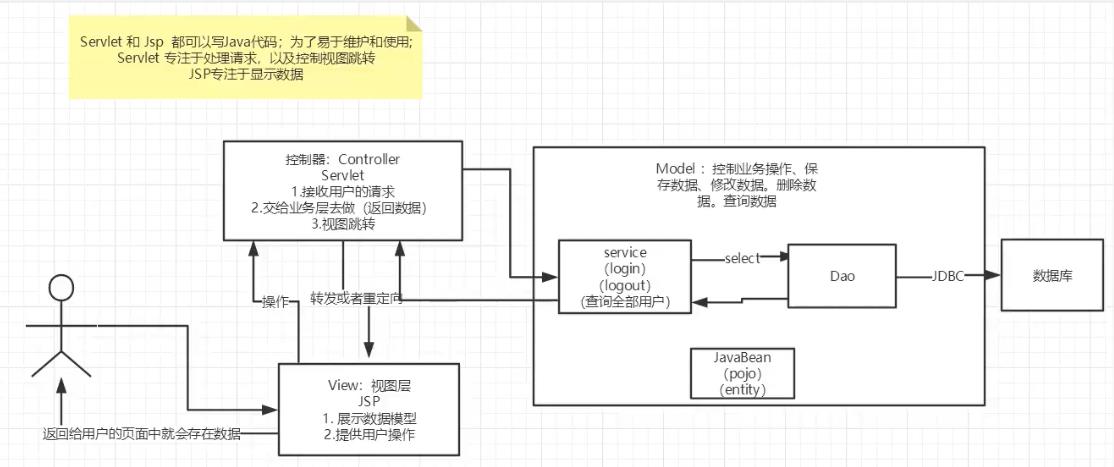 Servlet 和 Jsp 都可以写Java代码；为了易于维护和使用;
Servlet 专注于处理请求，以及控制视图跳转
JSP专注于显示数据
控制器：Controller
Servlet
1.接收用户的请求
2.交给业务层去做（返回数据）
3.视图跳转
Model ：控制业务操作、保
存数据、修改数据。删除数
据。查询数据
service
（login）
（logout）
（查询全部用户）
select
Dao
JDBC
数据库
操作
转发或者重定向
JavaBean
（pojo）
（entity）
View：视图层
JSP
1. 展示数据模型
2.提供用户操作
返回给用户的页面中就会存在数据